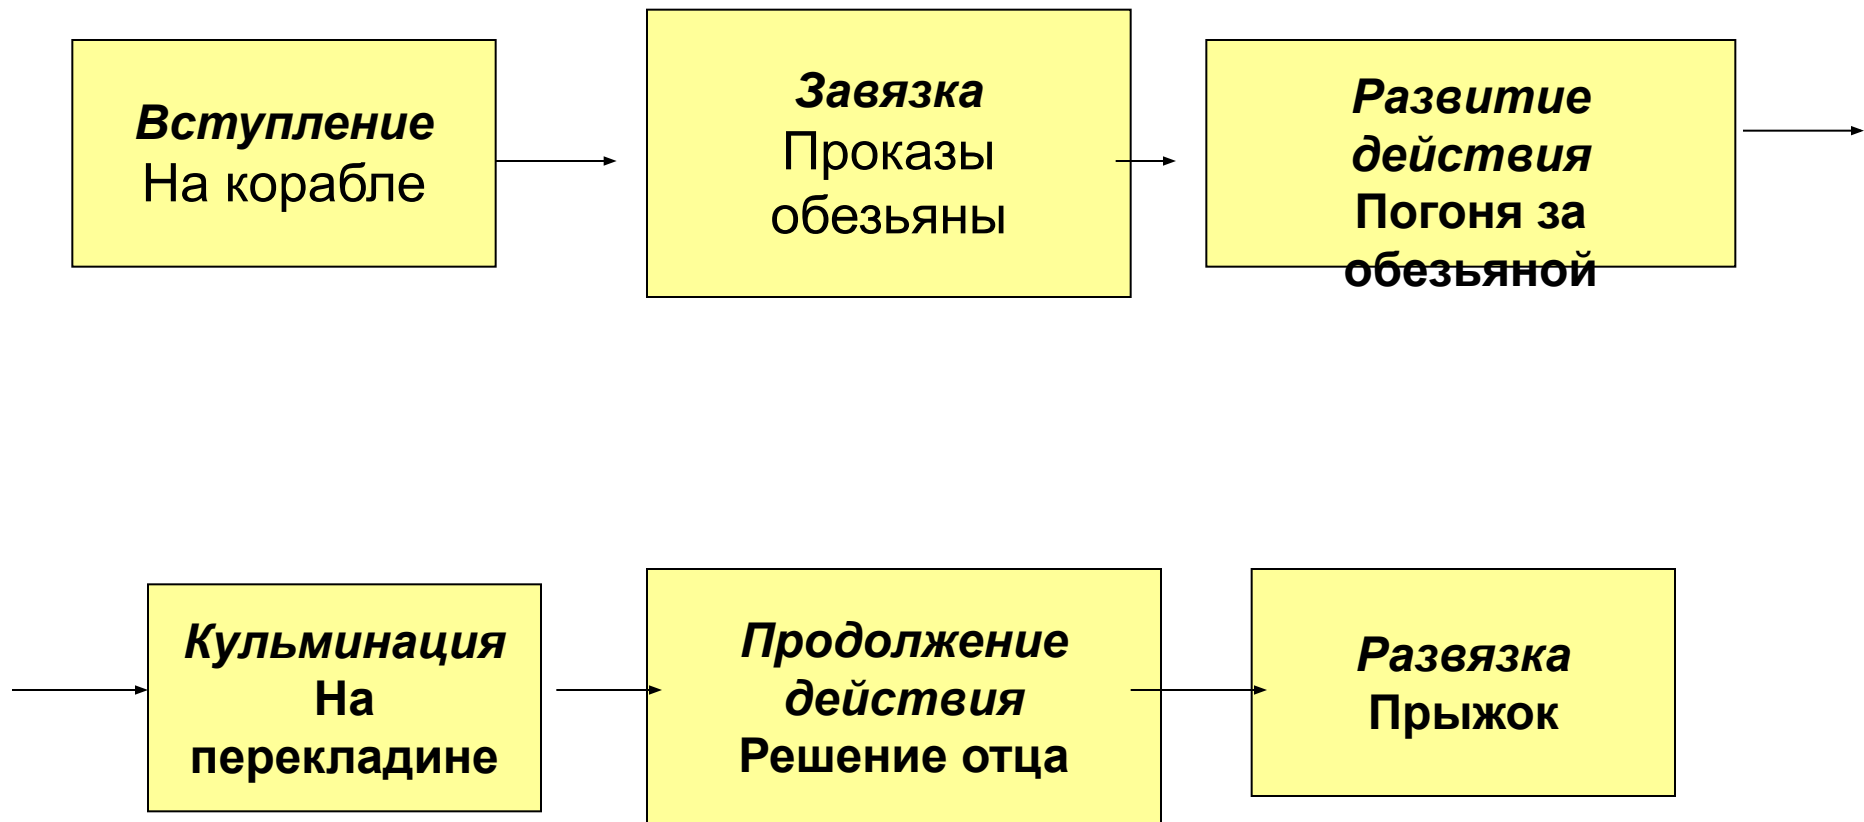 Вступление
На корабле
Завязка
Проказы
обезьяны
Развитие
действия
Погоня за
обезьяной
Кульминация
На
перекладине
Продолжение
действия
Решение отца
Развязка
Прыжок